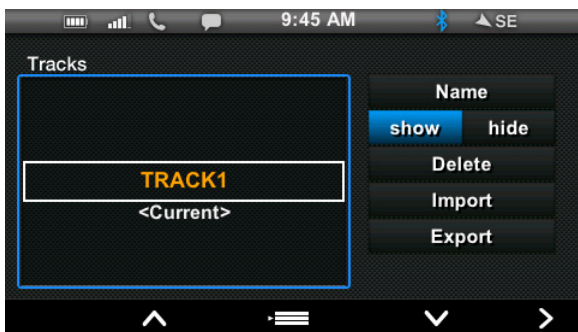 9:45 AM
SE
Tracks
TRACK1
<Current>
Name
show hide
Delete
Import
Export